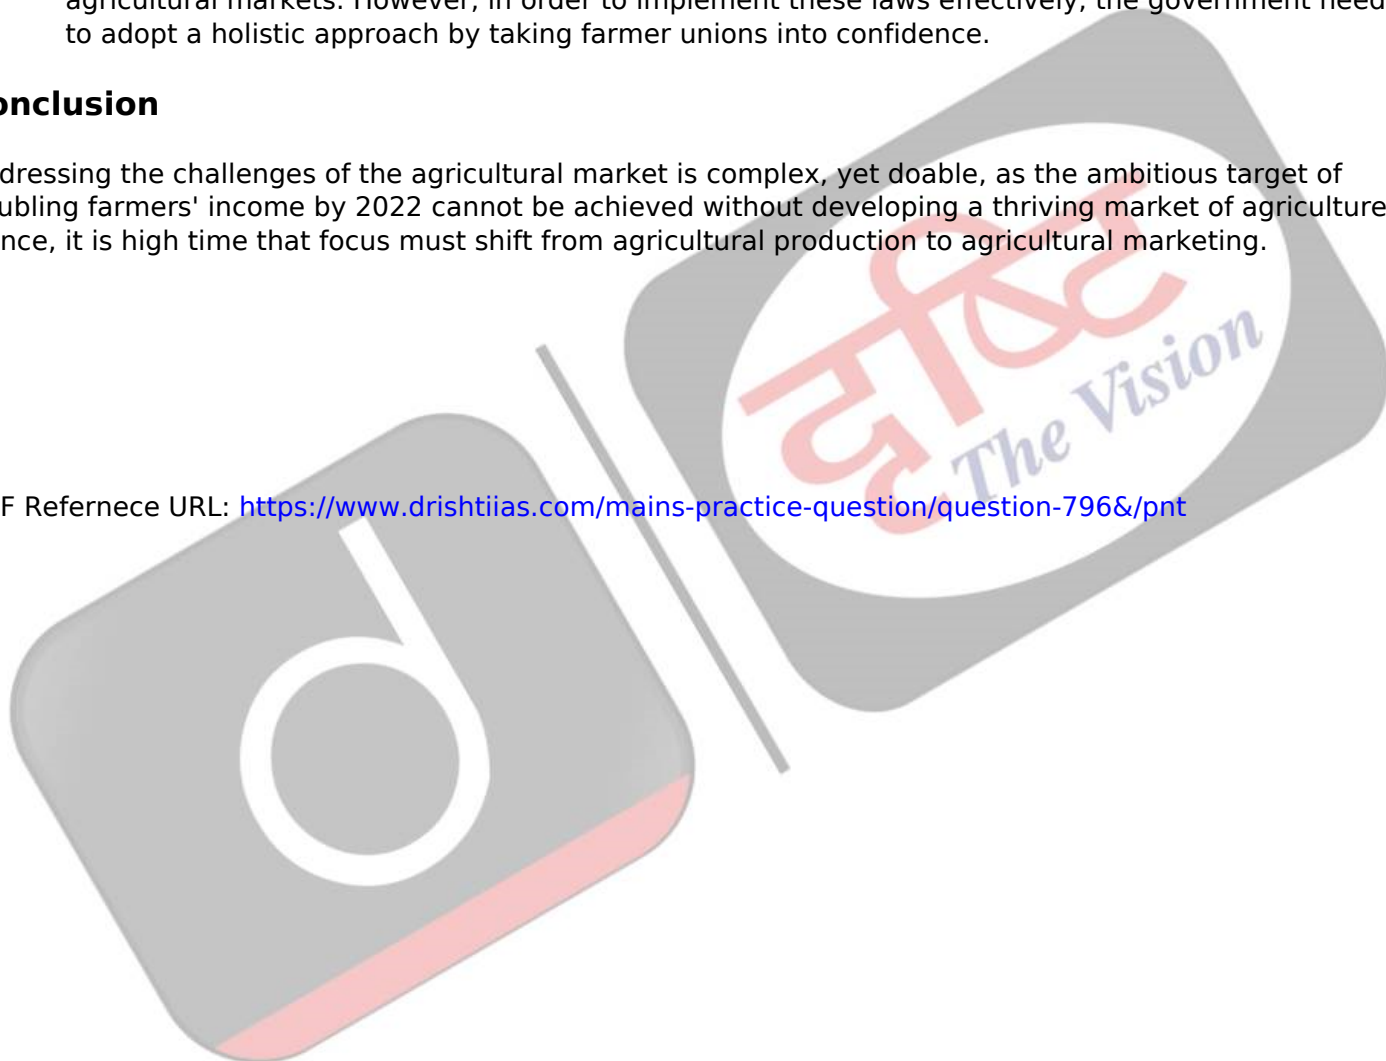 agricultural markets. However, in order to implement these laws effectively, the government need
to adopt a holistic approach by taking farmer unions into confidence.
onclusion
dressing the challenges of the agricultural market is complex, yet doable, as the ambitious target of
ubling farmers' income by 2022 cannot be achieved without developing a thriving market of agriculture
nce, it is high time that focus must shift from agricultural production to agricultural marketing.
दृष्टि
The Vision
F Refernece URL: https://www.drishtiias.com/mains-practice-question/question-796&/pnt
d